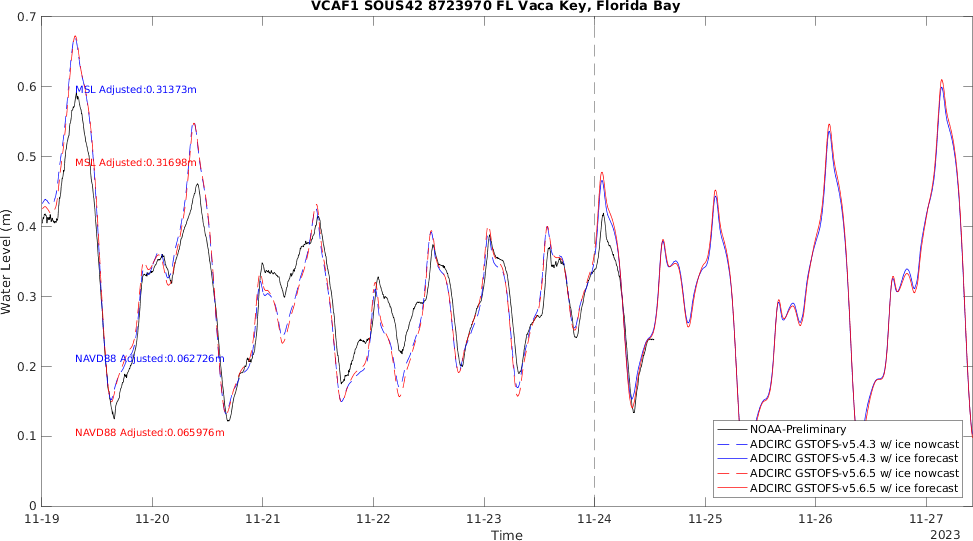 VCAF1 SOUS42 8723970 FL Vaca Key, Florida Bay
0.7
0.6
0.5
0.4
0.3
0.2
0.1
0
Water Level (m)
MSL Adjusted:0.31373m
MSL Adjusted:0.31698m
NAVD88 Adjusted:0.062726m
NAVD88 Adjusted:0.065976m
NOAA-Preliminary
ADCIRC GSTOFS-v5.4.3 w/ ice nowcast
ADCIRC GSTOFS-v5.4.3 w/ ice forecast
ADCIRC GSTOFS-v5.6.5 w/ ice nowcast
ADCIRC GSTOFS-v5.6.5 w/ ice forecast
11-19 11-20 11-21 11-22 11-23 11-24 11-25 11-26 11-27
Time
2023